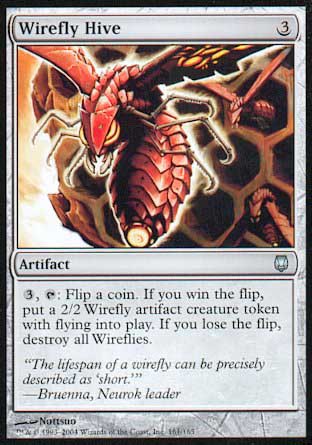 Wirefly Hive 3
Artifact
3, : Flip a coin. If you win the flip,
put a 2/2 Wirefly artifact creature token
with flying into play. If you lose the flip,
destroy all Wireflies.
"The lifespan of a wirefly can be precisely
described as 'short.'"
—Bruenna, Neurok leader
Nottsuo
™ & © 1993–2004 Wizards of the Coast, Inc. 161/165